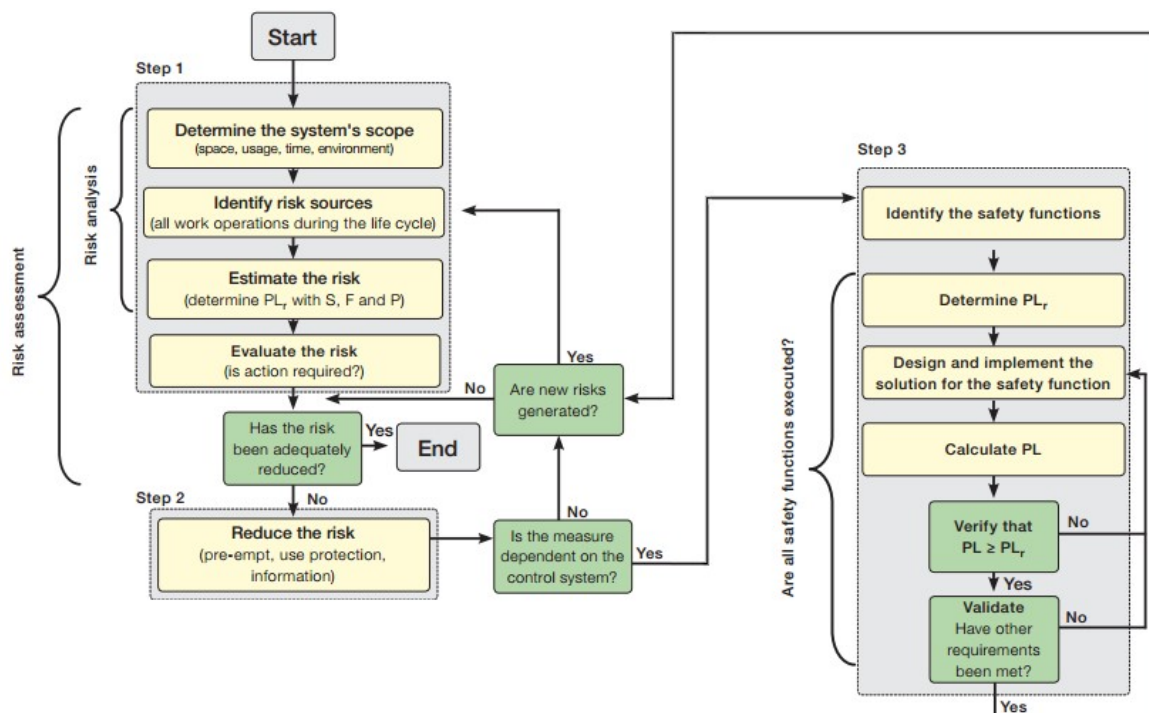 Start
Step 1
Determine the system's scope
(space, usage, time, environment)
Identify risk sources
(all work operations during the life cycle)
Estimate the risk
(determine PLr with S, F and P)
Evaluate the risk
(is action required?)
Risk analysis
Risk assessment
Has the risk
been adequately
reduced?
Yes
End
No
Step 2
Reduce the risk
(pre-empt, use protection,
information)
Is the measure
dependent on the
control system?
No
Yes
Are new risks
generated?
Yes
No
Step 3
Identify the safety functions
Determine PLr
Design and implement the
solution for the safety function
Calculate PL
Verify that
PL ≥ PLr
No
Yes
Validate
Have other
requirements
been met?
No
Yes
Are all safety functions executed?